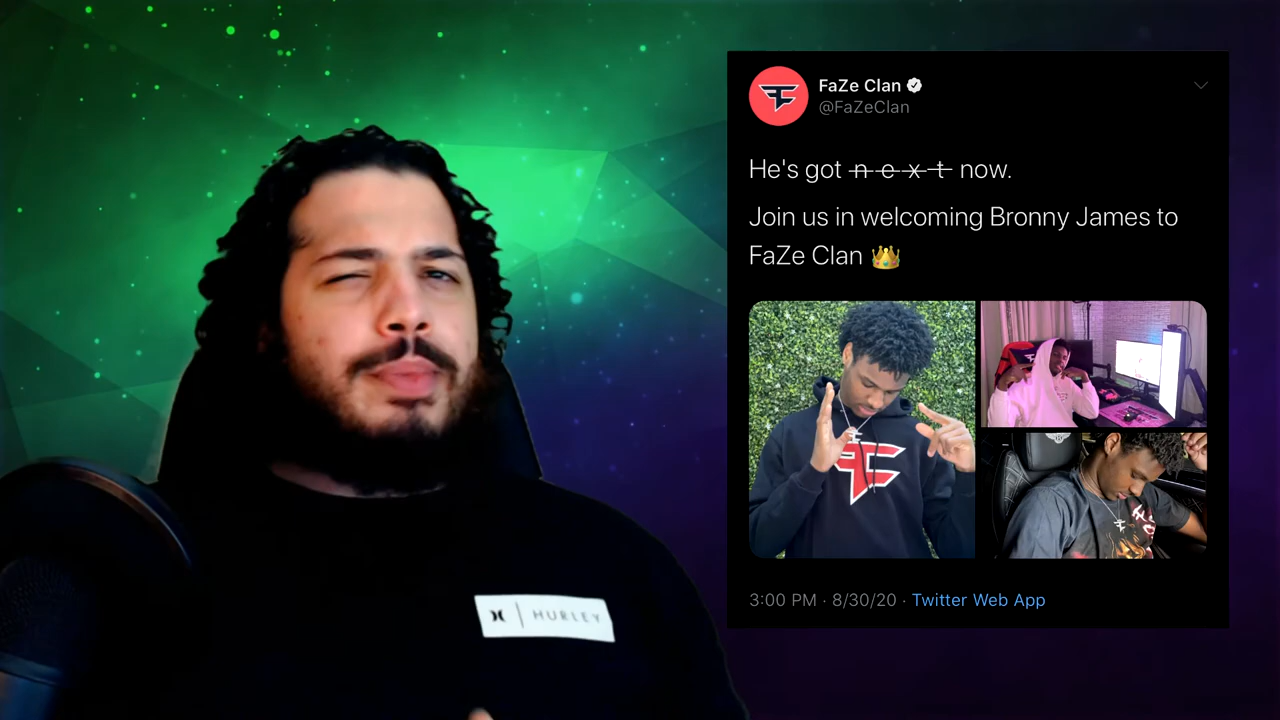 FaZe Clan
@FaZeClan
He's got next now.
Join us in welcoming Bronny James to
FaZe Clan 👑
3:00 PM · 8/30/20 · Twitter Web App
HURLEY